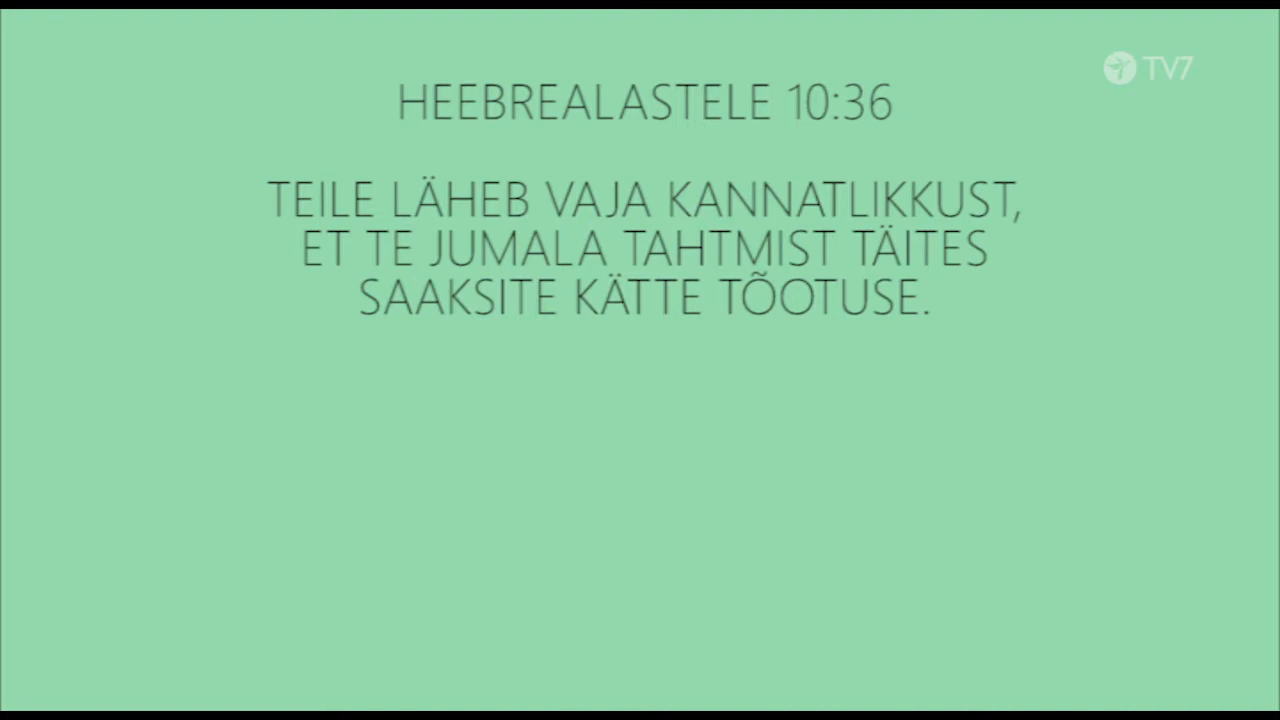 TV7
HEEBREALASTELE 10:36
TEILE LÄHEB VAJA KANNATLIKKUST,
ET TE JUMALA TAHTMIST TÄITES
SAAKSITE KÄTTE TÕOTUSE.